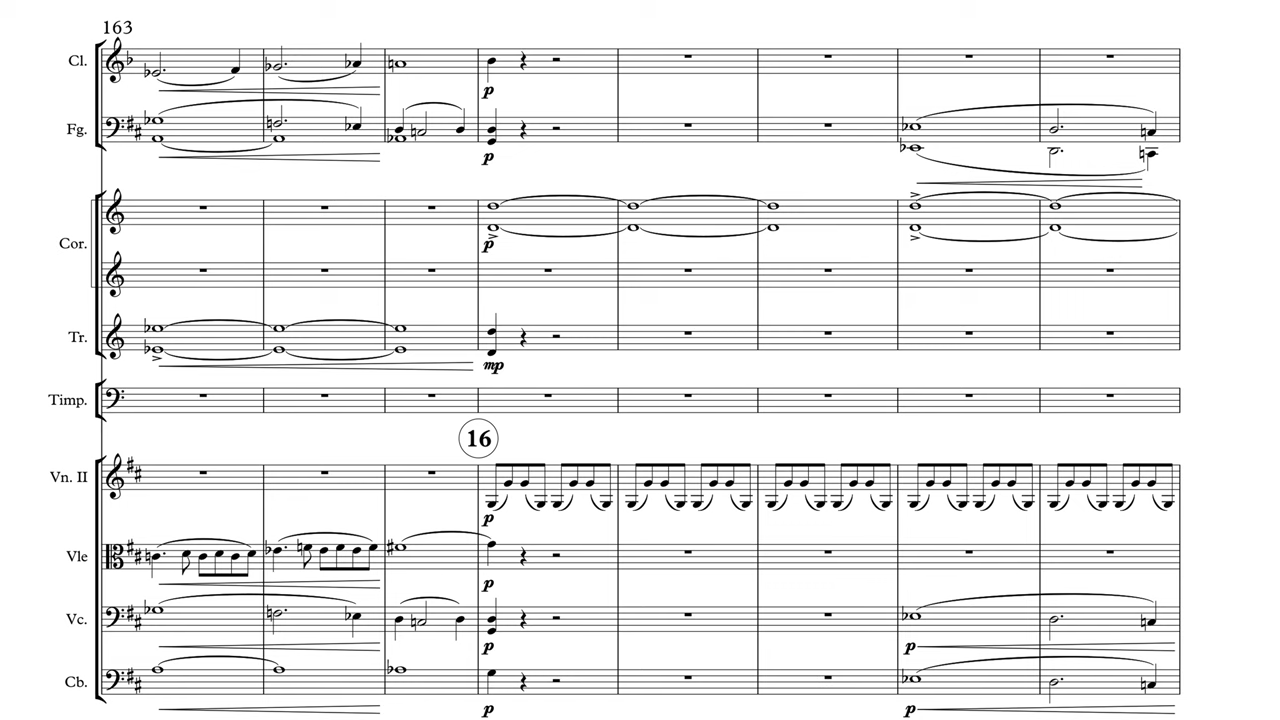 163
Cl.
p
Fg.
p
Cor.
p
Tr.
mp
Timp.
16
Vn. II
p
Vle
p
Vc.
p p
Cb.
p p